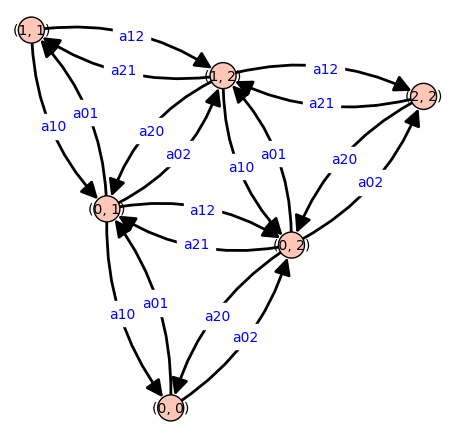 (1, 1)
a12
a21
(1, 2)
a12
a21
(2, 2)
a10
a01
a20
a02
a10
a01
a20
a02
(0, 1)
a12
a21
(0, 2)
a10
a01
a20
a02
(0, 0)